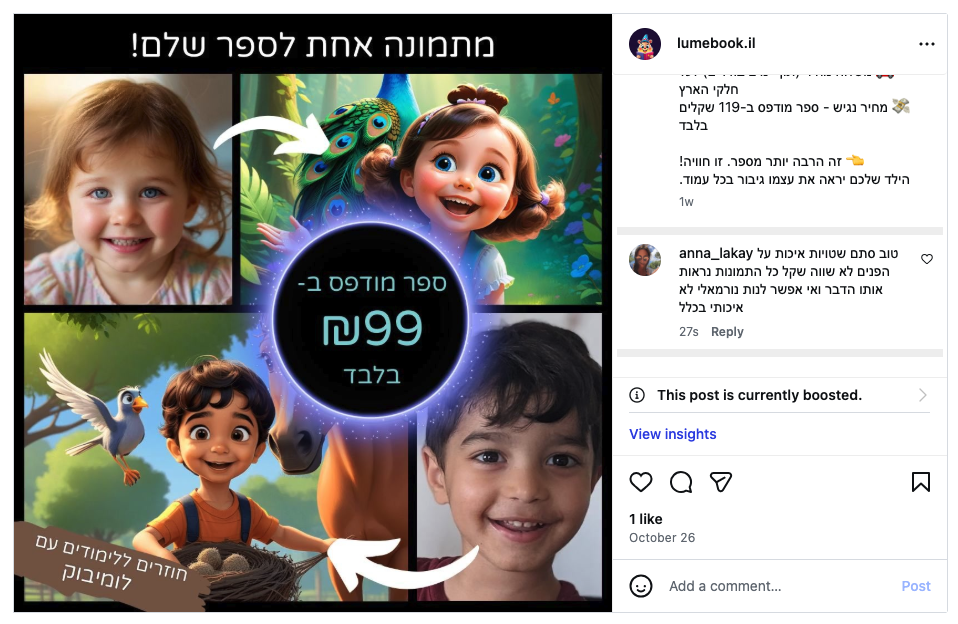 מתמונה אחת לספר שלם!
ספר מודפס ב-
₪99
בלבד
חוזרים ללימודים עם
לומיבוק
lumebook.il
חלקי הארץ
💸 מחיר נגיש - ספר מודפס ב-119 שקלים
בלבד
👈 זה הרבה יותר מספר. זו חוויה!
הילד שלכם יראה את עצמו גיבור בכל עמוד.
1w
anna_lakay טוב סתם שטויות איכות על
הפנים לא שווה שקל כל התמונות נראות
אותו הדבר ואי אפשר לנות נורמאלי לא
איכותי בכלל
27s Reply
This post is currently boosted.
View insights
1 like
October 26
Add a comment...
Post